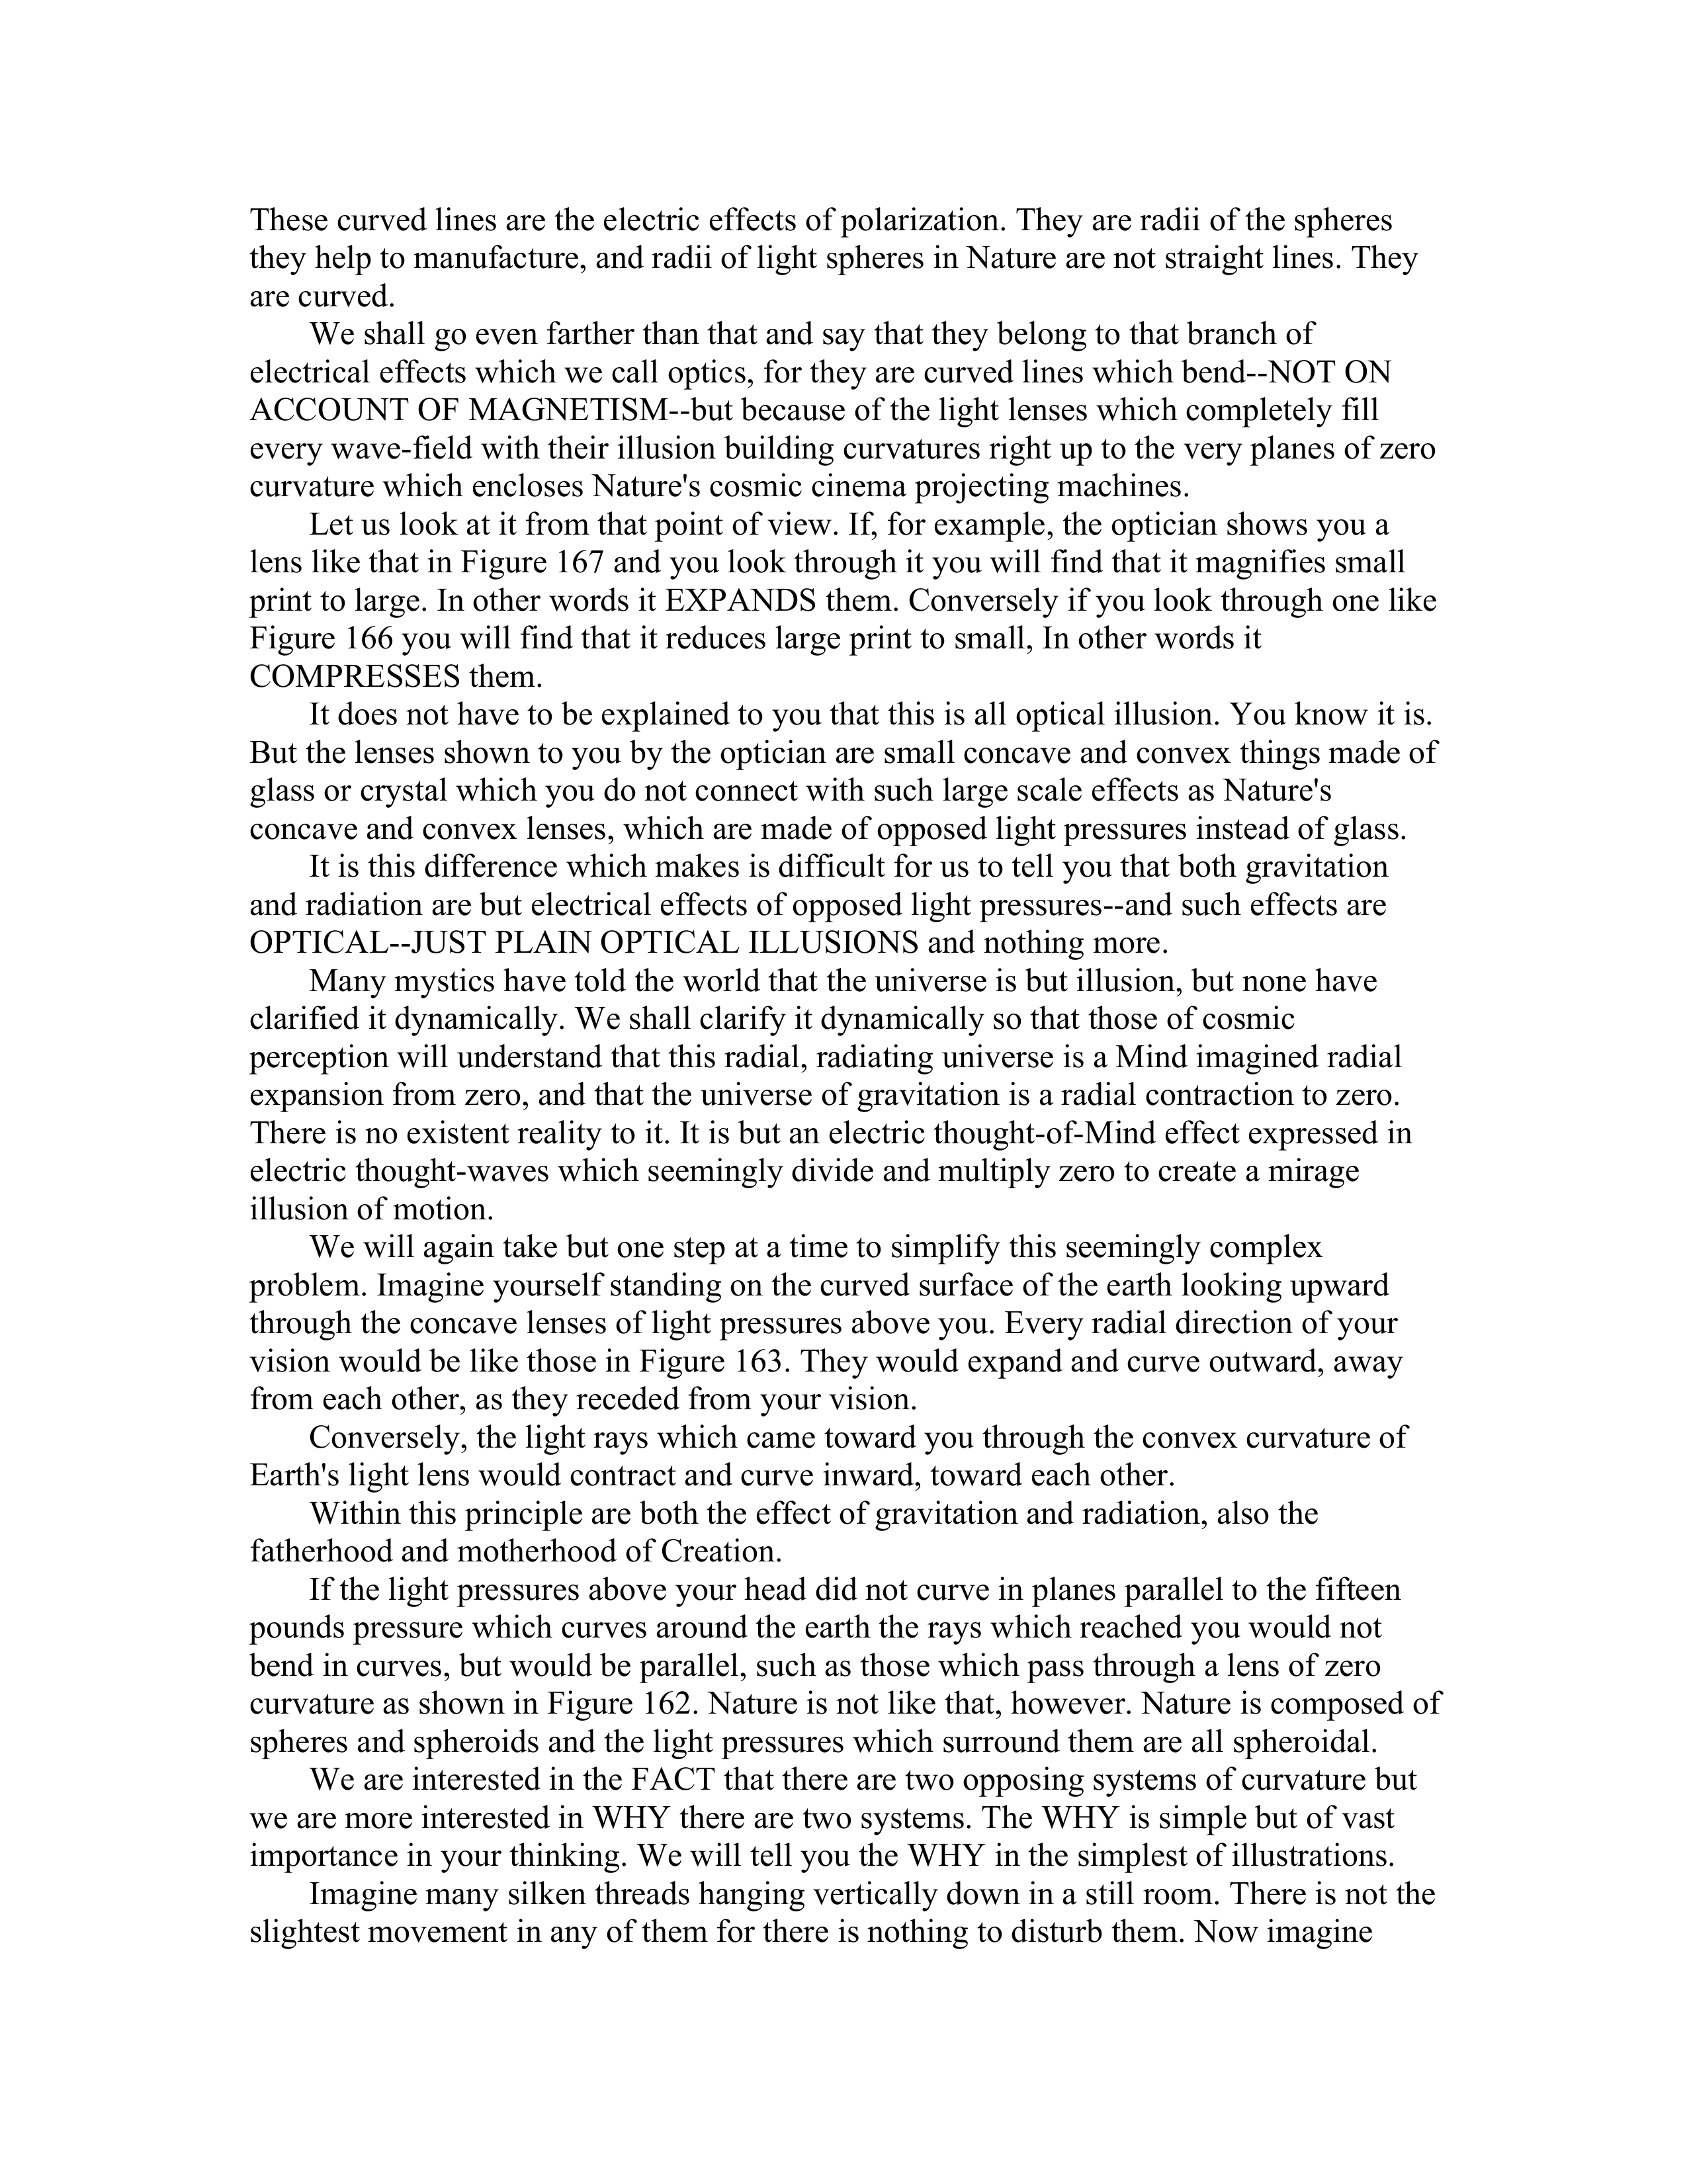 These curved lines are the electric effects of polarization. They are radii of the spheres
they help to manufacture, and radii of light spheres in Nature are not straight lines. They
are curved.
We shall go even farther than that and say that they belong to that branch of
electrical effects which we call optics, for they are curved lines which bend--NOT ON
ACCOUNT OF MAGNETISM--but because of the light lenses which completely fill
every wave-field with their illusion building curvatures right up to the very planes of zero
curvature which encloses Nature's cosmic cinema projecting machines.
Let us look at it from that point of view. If, for example, the optician shows you a
lens like that in Figure 167 and you look through it you will find that it magnifies small
print to large. In other words it EXPANDS them. Conversely if you look through one like
Figure 166 you will find that it reduces large print to small, In other words it
COMPRESSES them.
It does not have to be explained to you that this is all optical illusion. You know it is.
But the lenses shown to you by the optician are small concave and convex things made of
glass or crystal which you do not connect with such large scale effects as Nature's
concave and convex lenses, which are made of opposed light pressures instead of glass.
It is this difference which makes is difficult for us to tell you that both gravitation
and radiation are but electrical effects of opposed light pressures--and such effects are
OPTICAL--JUST PLAIN OPTICAL ILLUSIONS and nothing more.
Many mystics have told the world that the universe is but illusion, but none have
clarified it dynamically. We shall clarify it dynamically so that those of cosmic
perception will understand that this radial, radiating universe is a Mind imagined radial
expansion from zero, and that the universe of gravitation is a radial contraction to zero.
There is no existent reality to it. It is but an electric thought-of-Mind effect expressed in
electric thought-waves which seemingly divide and multiply zero to create a mirage
illusion of motion.
We will again take but one step at a time to simplify this seemingly complex
problem. Imagine yourself standing on the curved surface of the earth looking upward
through the concave lenses of light pressures above you. Every radial direction of your
vision would be like those in Figure 163. They would expand and curve outward, away
from each other, as they receded from your vision.
Conversely, the light rays which came toward you through the convex curvature of
Earth's light lens would contract and curve inward, toward each other.
Within this principle are both the effect of gravitation and radiation, also the
fatherhood and motherhood of Creation.
If the light pressures above your head did not curve in planes parallel to the fifteen
pounds pressure which curves around the earth the rays which reached you would not
bend in curves, but would be parallel, such as those which pass through a lens of zero
curvature as shown in Figure 162. Nature is not like that, however. Nature is composed of
spheres and spheroids and the light pressures which surround them are all spheroidal.
We are interested in the FACT that there are two opposing systems of curvature but
we are more interested in WHY there are two systems. The WHY is simple but of vast
importance in your thinking. We will tell you the WHY in the simplest of illustrations.
Imagine many silken threads hanging vertically down in a still room. There is not the
slightest movement in any of them for there is nothing to disturb them. Now imagine